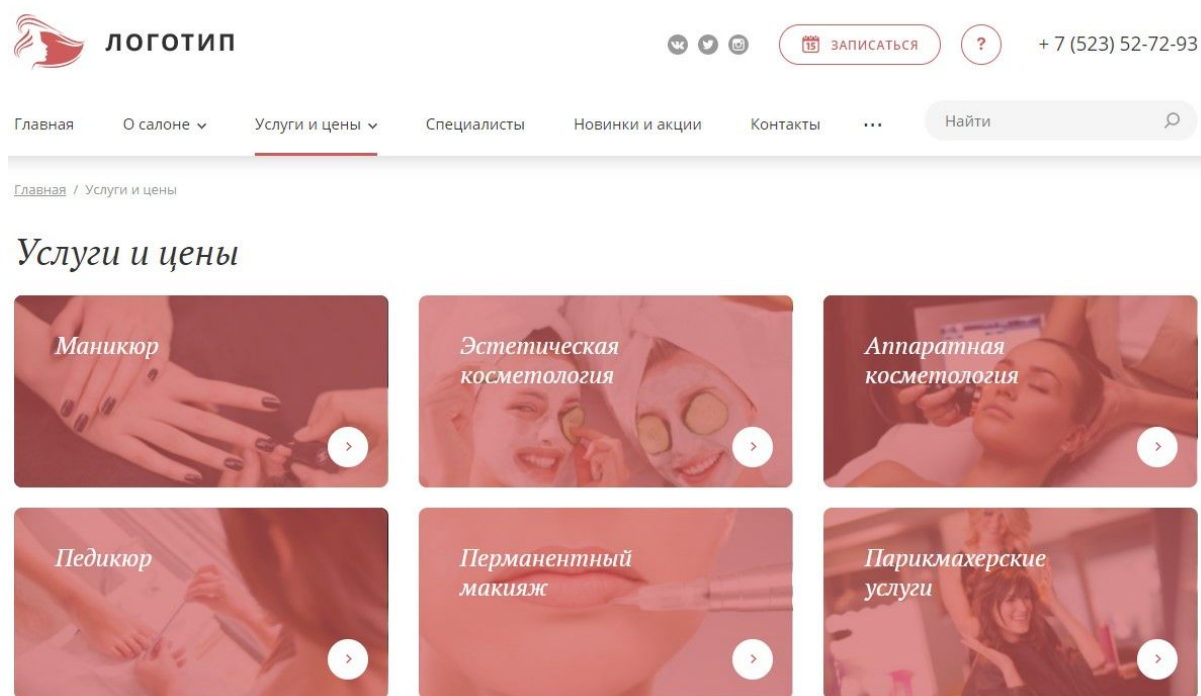 ЛОГОТИП
15 ЗАПИСАТЬСЯ
?
+ 7 (523) 52-72-93
Главная
О салоне
Услуги и цены
Специалисты
Новинки и акции
Контакты
...
Найти
Главная / Услуги и цены
Услуги и цены
Маникюр
Эстетическая
косметология
Аппаратная
косметология
Педикюр
Перманентный
макияж
Парикмахерские
услуги